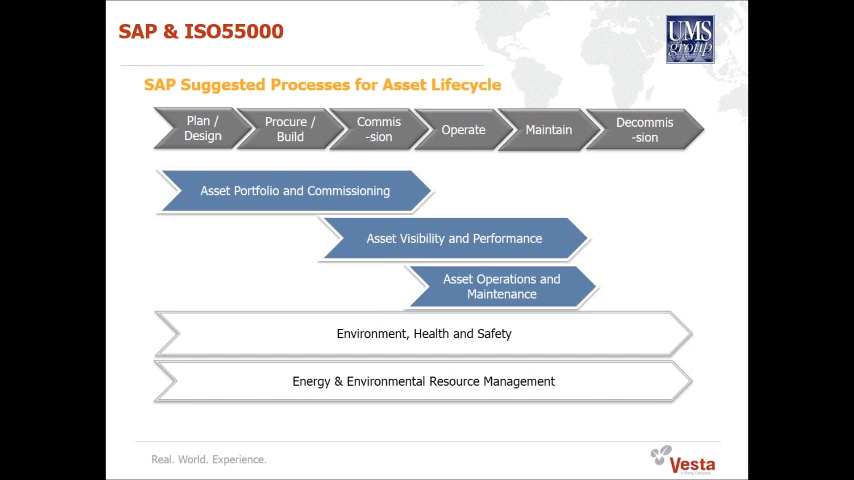 SAP & ISO55000
UMS
group
SAP Suggested Processes for Asset Lifecycle
Plan /
Design
Procure /
Build
Commis
-sion
Operate
Maintain
Decommis
-sion
Asset Portfolio and Commissioning
Asset Visibility and Performance
Asset Operations and
Maintenance
Environment, Health and Safety
Energy & Environmental Resource Management
Real. World. Experience.
Vesta